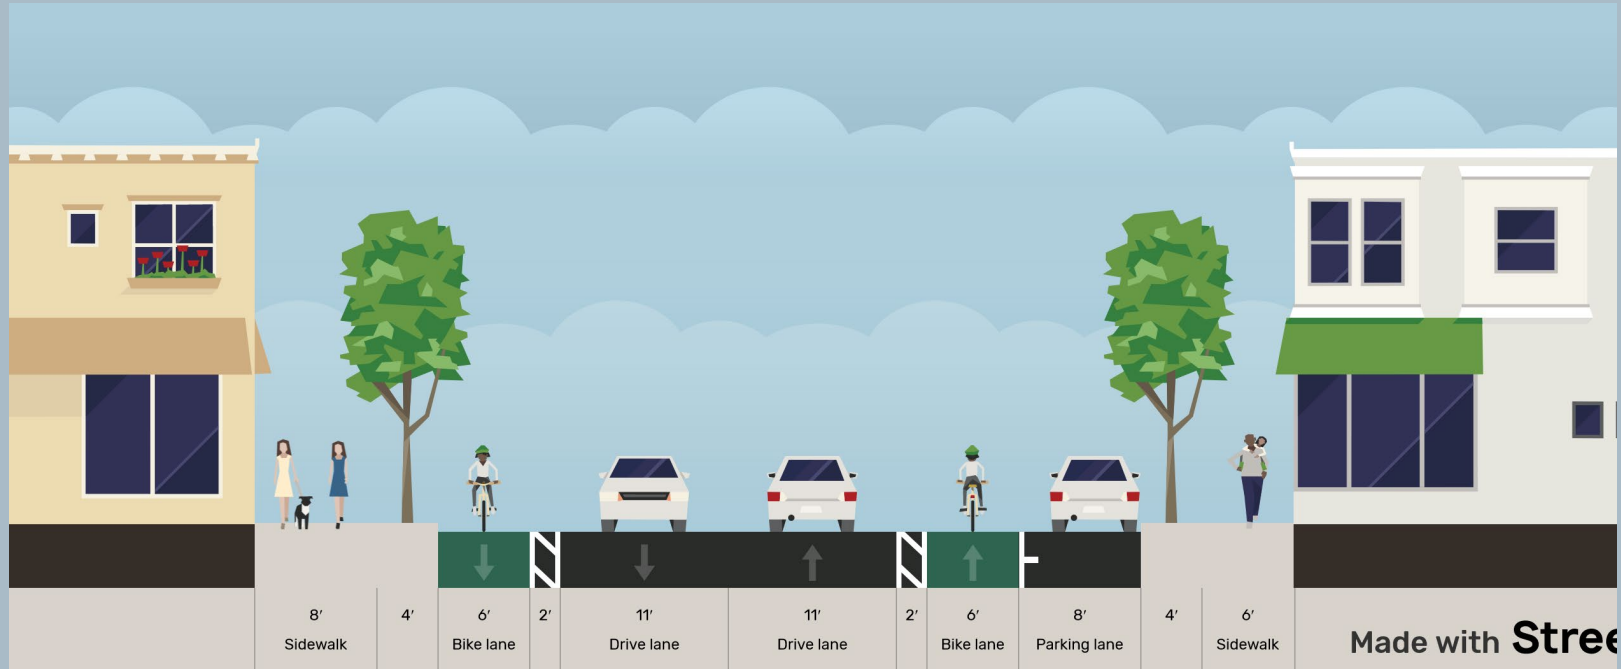 8′ 4′ 6′ 2′ 11′ 11′ 2′ 6′ 8′ 4′ 6′
Sidewalk Bike lane Drive lane Drive lane Bike lane Parking lane Sidewalk
Made with Stree